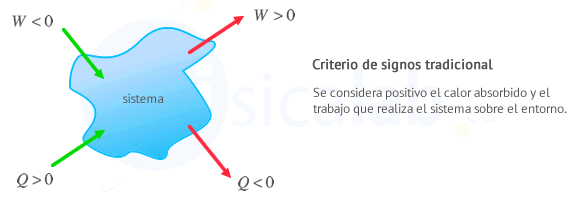 W < 0
W > 0
Criterio de signos tradicional
Se considera positivo el calor absorbido y el
trabajo que realiza el sistema sobre el entorno.
sistema
Q > 0
Q < 0